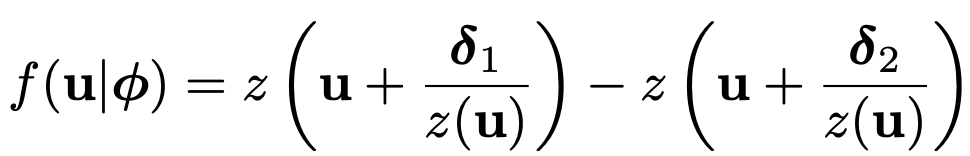 f(𝐮|𝛟) = z(𝐮 + 𝛅₁/z(𝐮)) − z(𝐮 + 𝛅₂/z(𝐮))